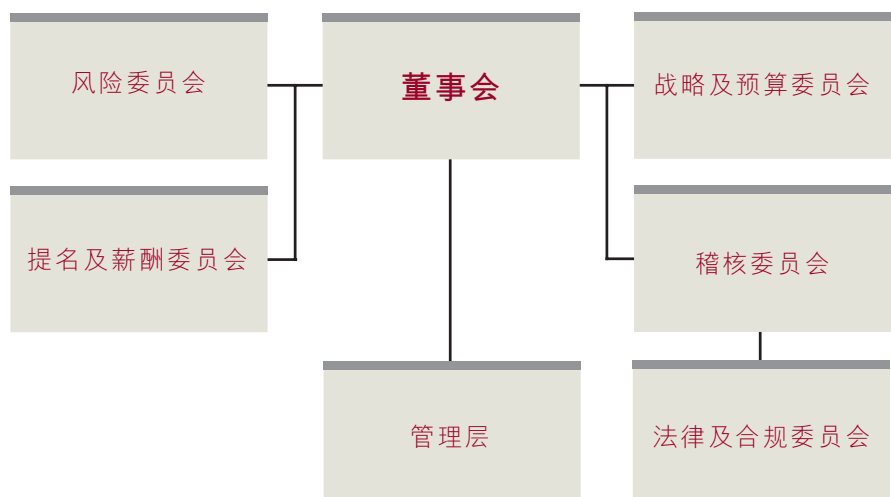 风险委员会
董事会
战略及预算委员会
提名及薪酬委员会
稽核委员会
管理层
法律及合规委员会